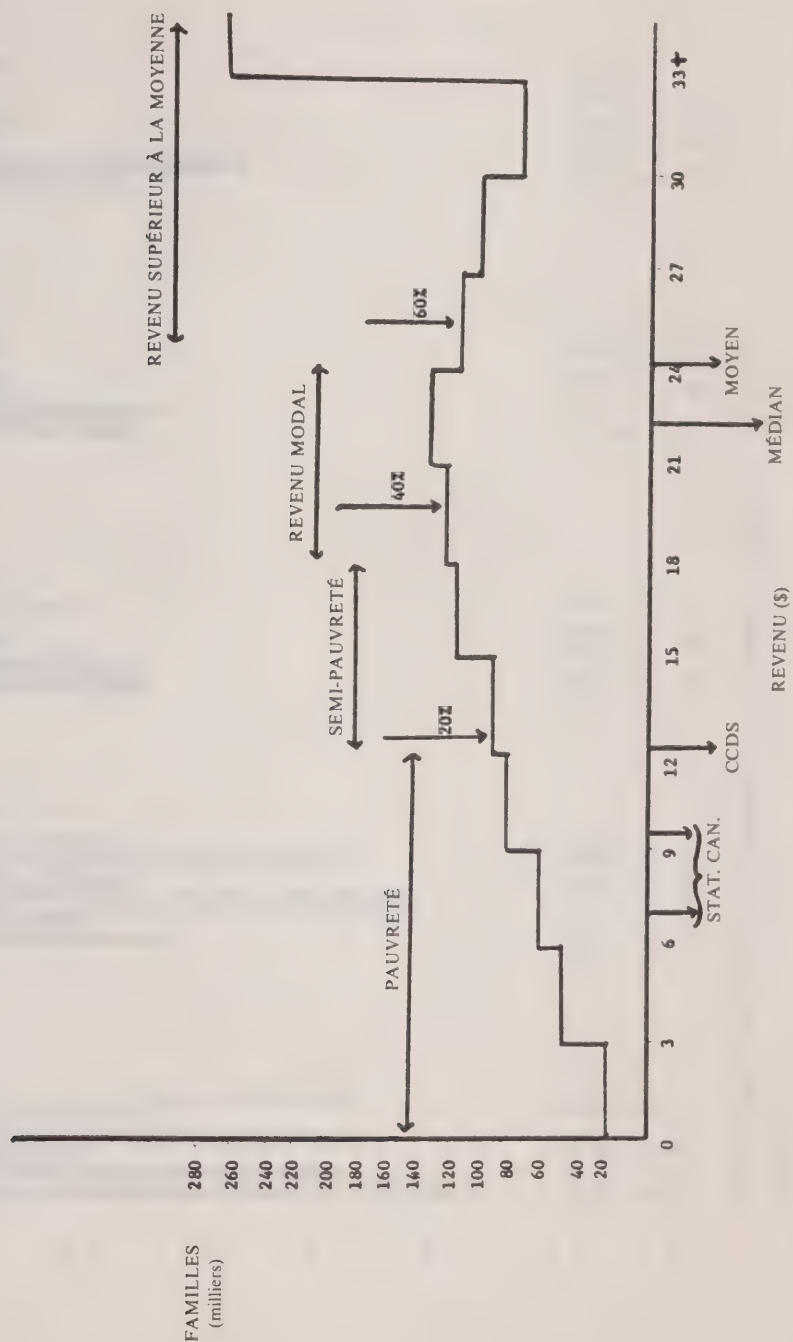 FAMILLES
(milliers)
280
260
240
220
200
180
160
140
120
100
80
60
40
20
REVENU SUPÉRIEUR À LA MOYENNE
REVENU MODAL
SEMI-PAUVRETÉ
PAUVRETÉ
20%
40%
60%
0
3
6
9
12
15
18
21
24
27
30
33+
STAT. CAN.
CCDS
MÉDIAN
MOYEN
REVENU ($)